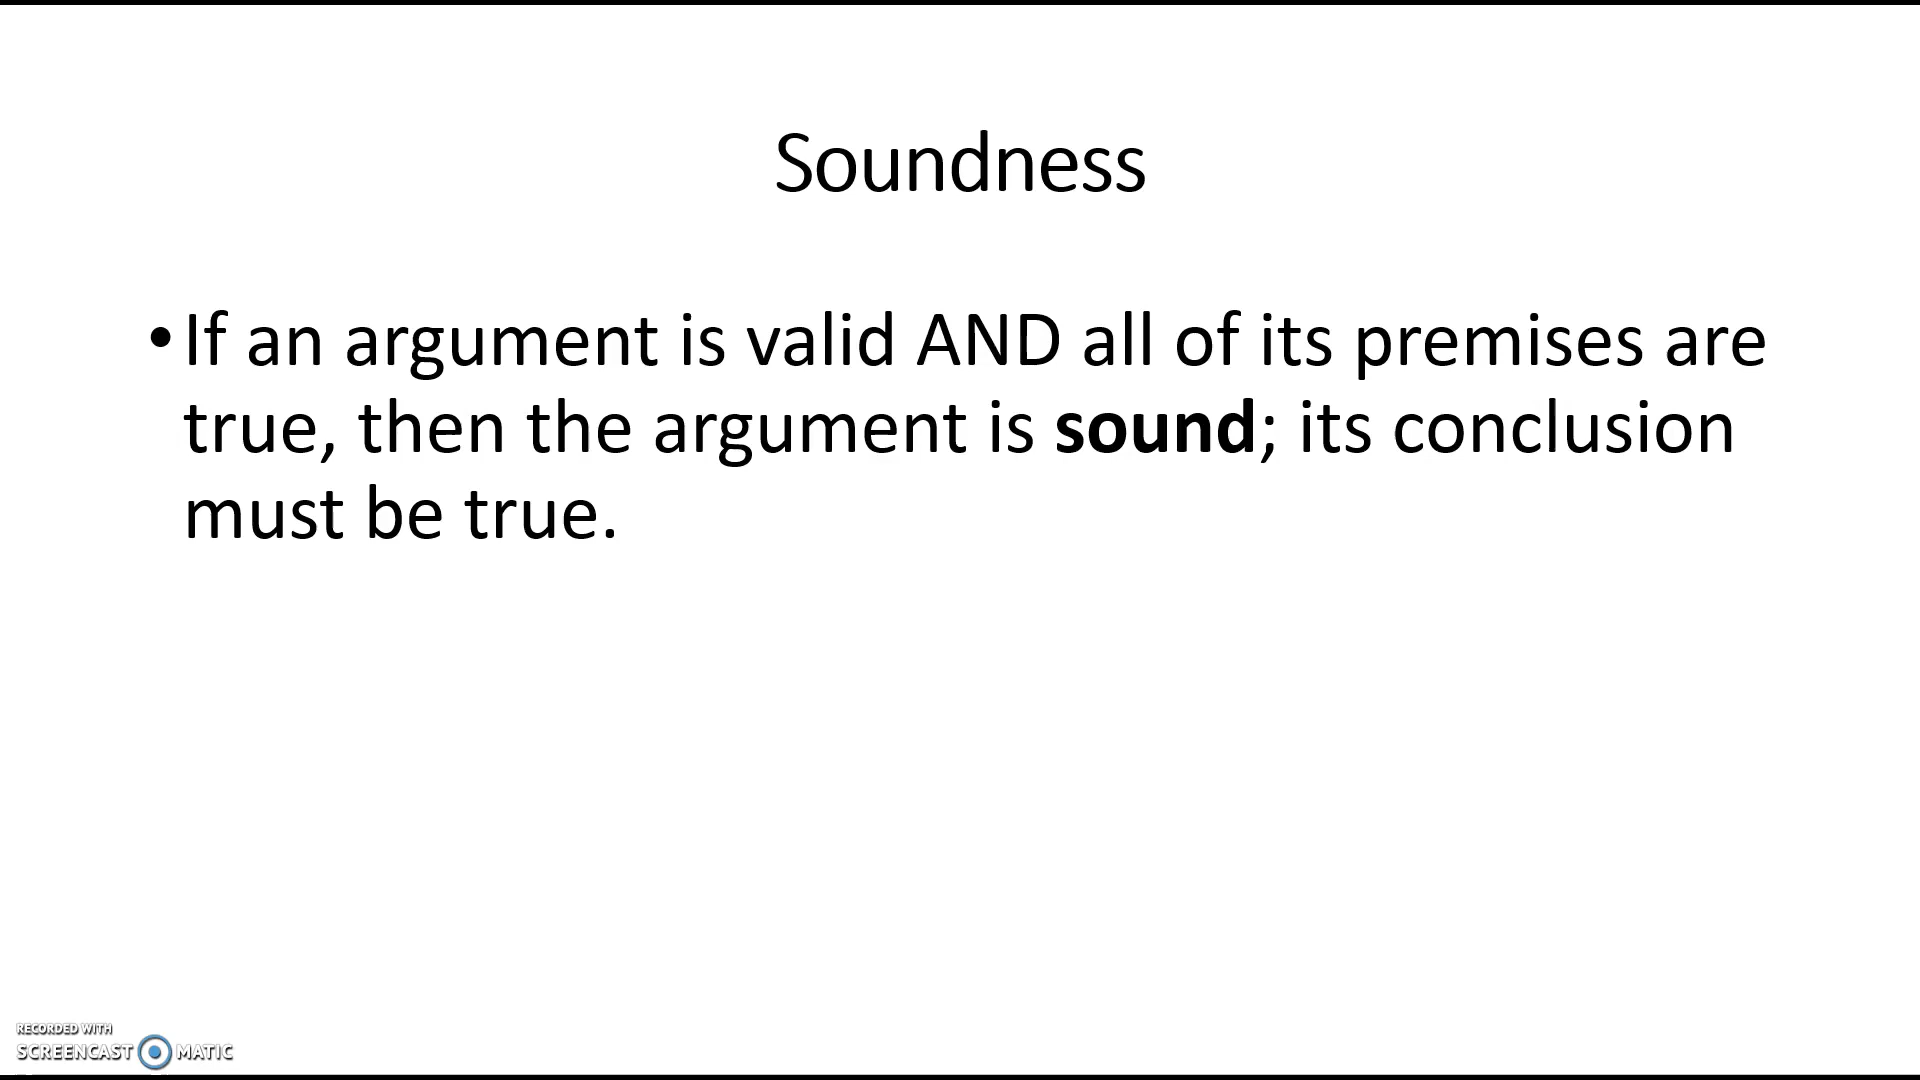 Soundness
•If an argument is valid AND all of its premises are
true, then the argument is sound; its conclusion
must be true.
RECORDED WITH
SCREENCAST MATIC